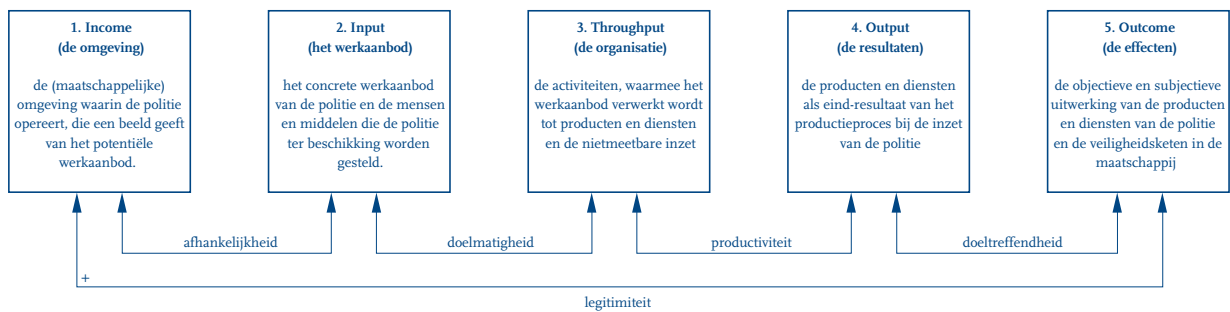 1. Income
(de omgeving)
de (maatschappelijke)
omgeving waarin de politie
opereert, die een beeld geeft
van het potentiële
werkaanbod.
2. Input
(het werkaanbod)
het concrete werkaanbod
van de politie en de mensen
en middelen die de politie
ter beschikking worden
gesteld.
3. Throughput
(de organisatie)
de activiteiten, waarmee het
werkaanbod verwerkt wordt
tot producten en diensten
en de nietmeetbare inzet
4. Output
(de resultaten)
de producten en diensten
als eind-resultaat van het
productieproces bij de inzet
van de politie
5. Outcome
(de effecten)
de objectieve en subjectieve
uitwerking van de producten
en diensten van de politie
en de veiligheidsketen in de
maatschappij
afhankelijkheid
doelmatigheid
productiviteit
doeltreffendheid
+
legitimiteit